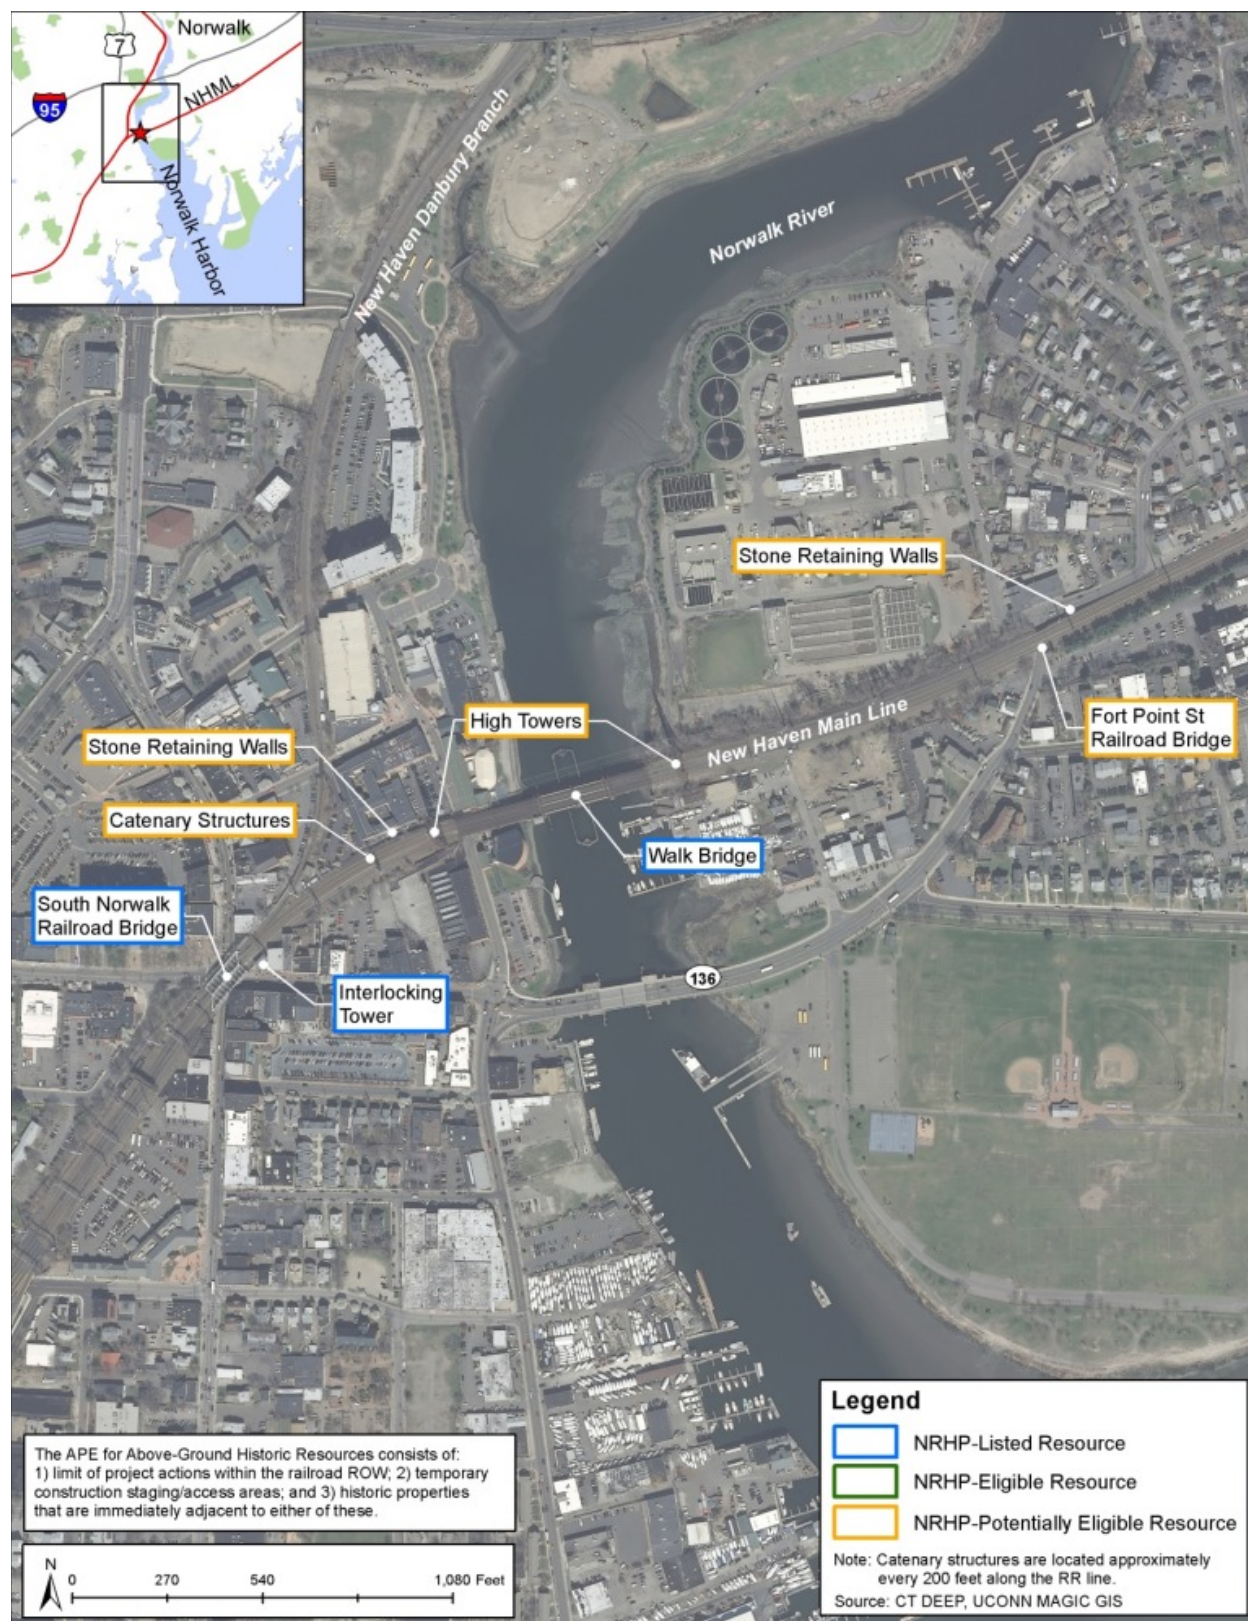 Norwalk
7
NHML
95
Norwalk Harbor
New Haven Danbury Branch
Norwalk River
Stone Retaining Walls
High Towers
New Haven Main Line
Fort Point St
Railroad Bridge
Stone Retaining Walls
Catenary Structures
Walk Bridge
South Norwalk
Railroad Bridge
136
Interlocking
Tower
Legend
NRHP-Listed Resource
NRHP-Eligible Resource
NRHP-Potentially Eligible Resource
Note: Catenary structures are located approximately
every 200 feet along the RR line.
Source: CT DEEP, UCONN MAGIC GIS
The APE for Above-Ground Historic Resources consists of:
1) limit of project actions within the railroad ROW; 2) temporary
construction staging/access areas; and 3) historic properties
that are immediately adjacent to either of these.
N
0 270 540 1,080 Feet